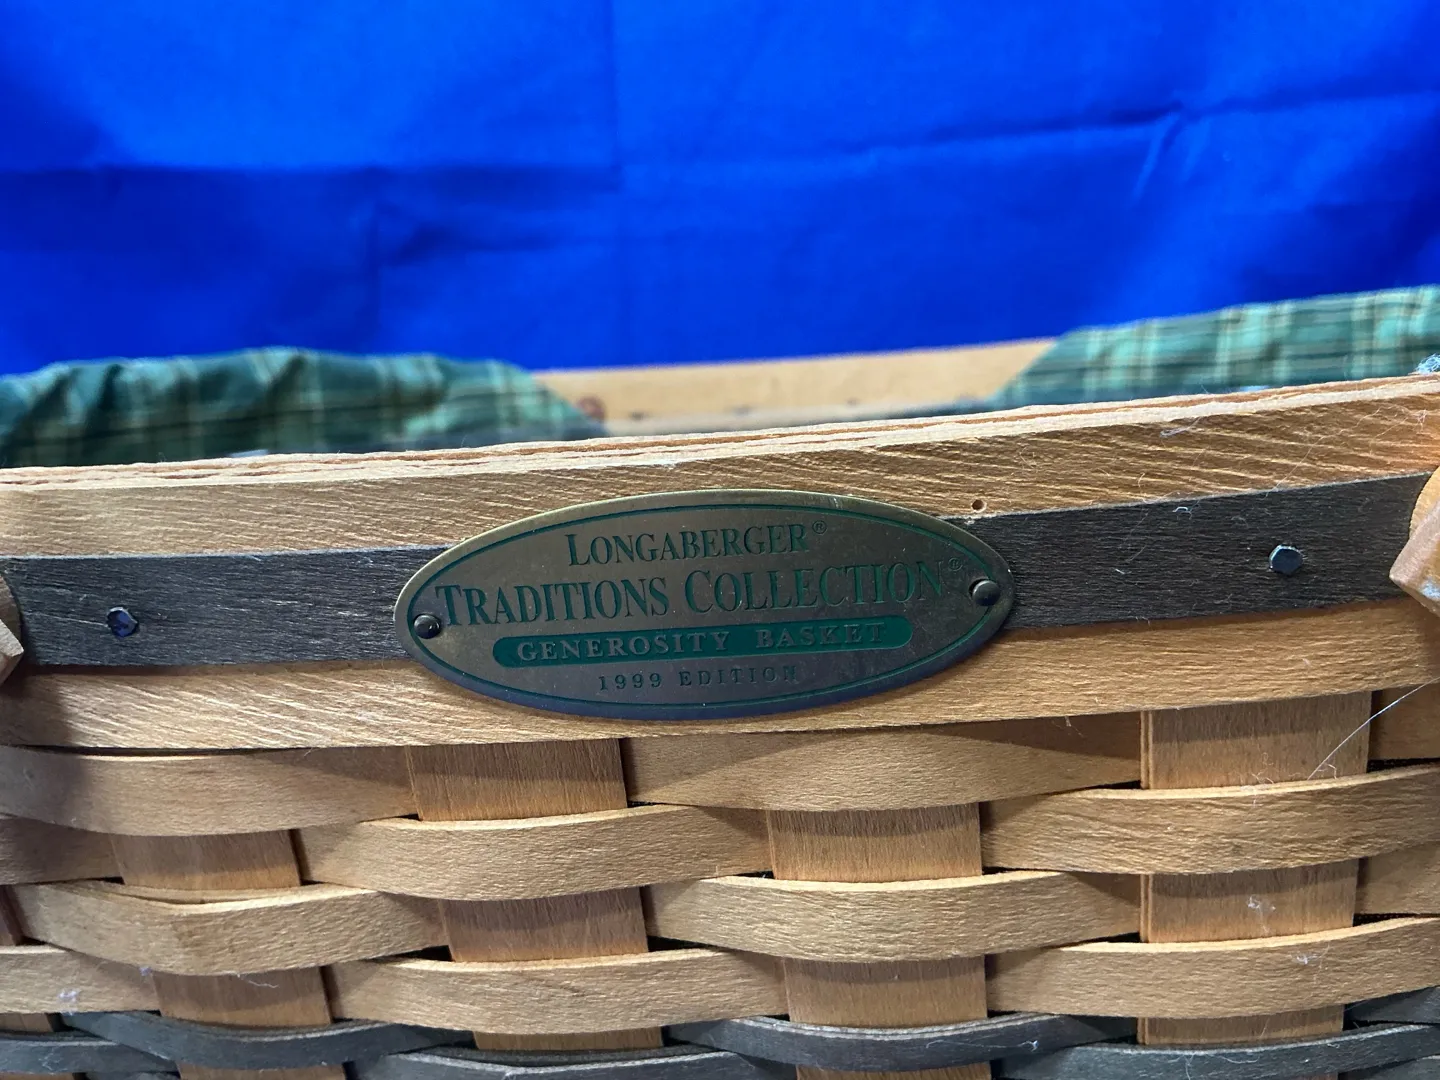 LONGABERGER®
TRADITIONS COLLECTION®
GENEROSITY BASKET
1999 EDITION